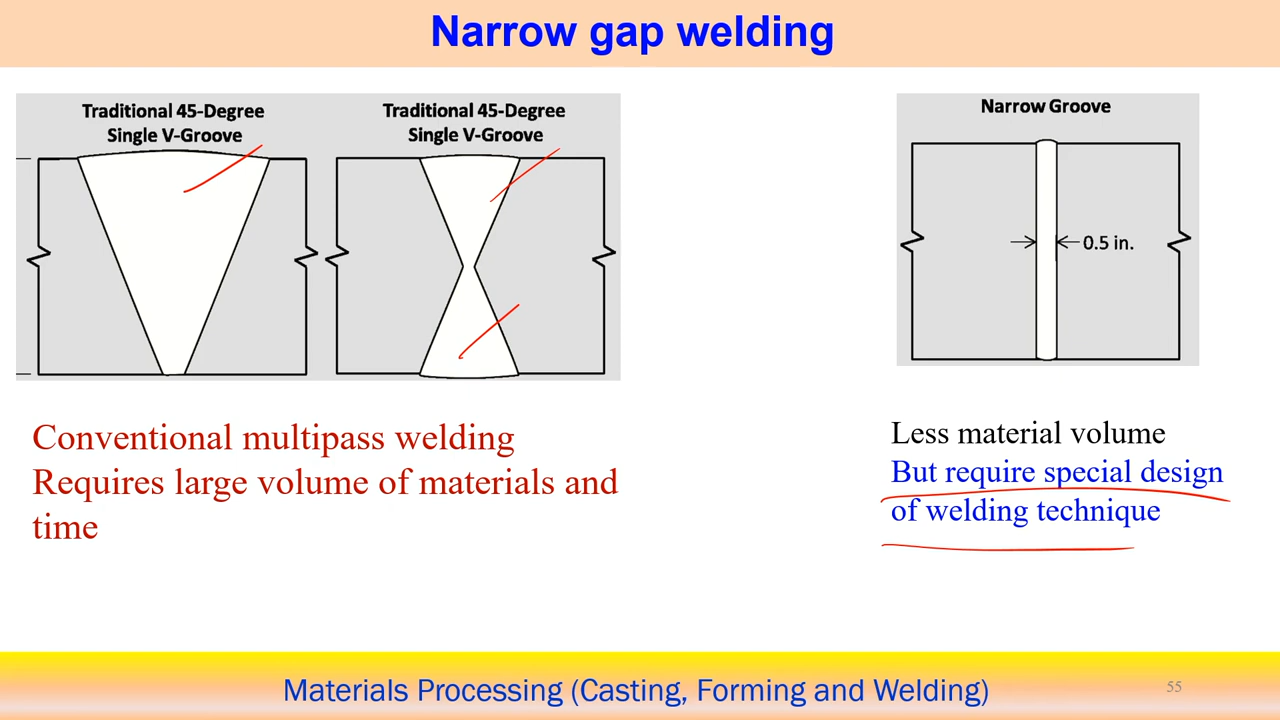 Narrow gap welding
Traditional 45-Degree
Single V-Groove
Traditional 45-Degree
Single V-Groove
Narrow Groove
0.5 in.
Conventional multipass welding
Requires large volume of materials and
time
Less material volume
But require special design
of welding technique
Materials Processing (Casting, Forming and Welding)
55